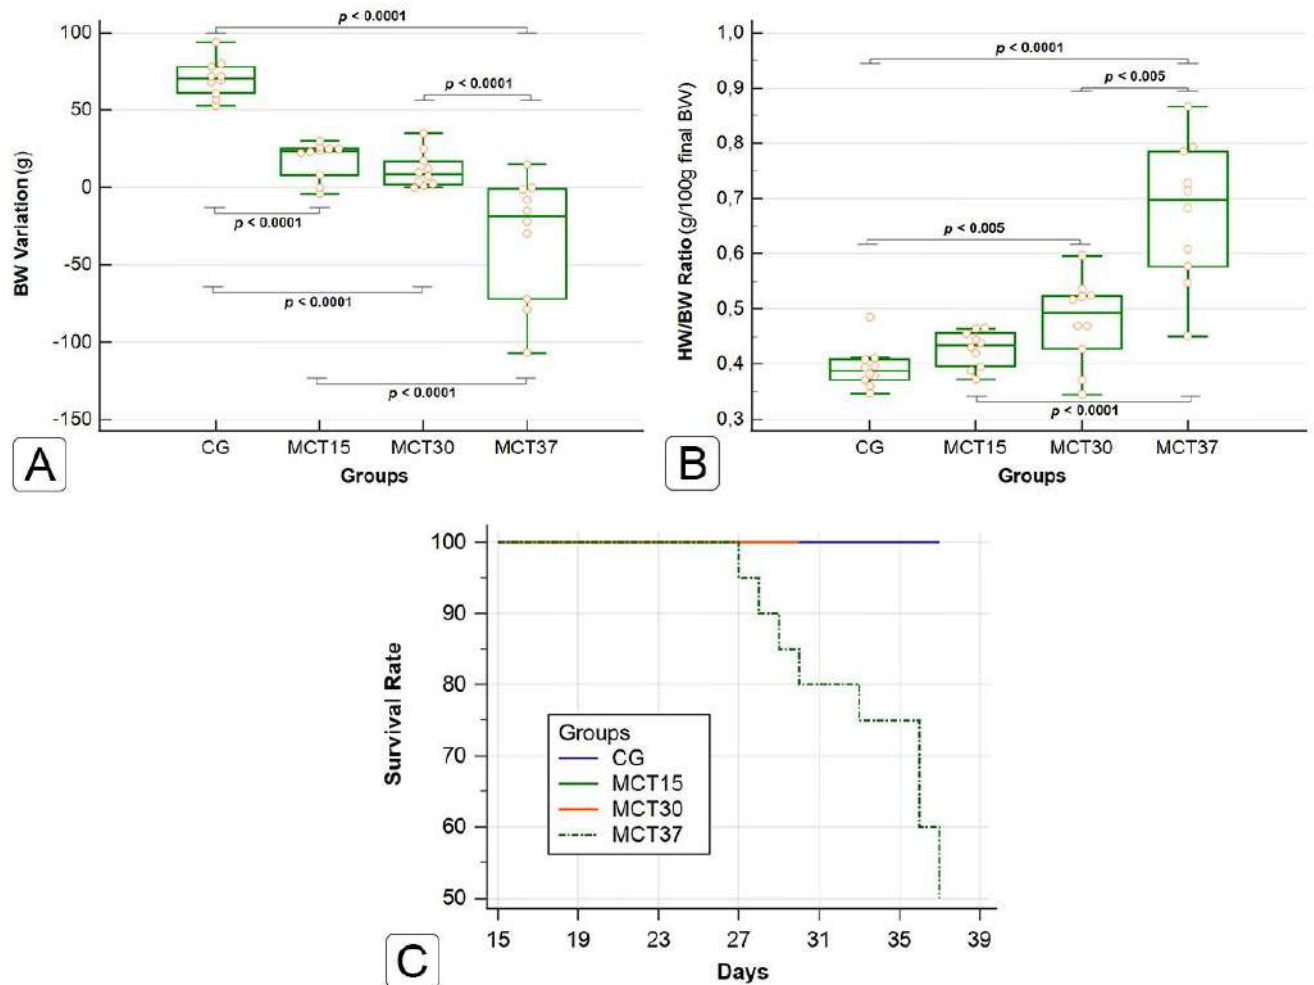 p < 0.0001
100
p < 0.0001
50
0
p < 0.0001
-50
p < 0.0001
-100
p < 0.0001
-150
BW Variation (g)
CG MCT15 MCT30 MCT37
Groups
A
1,0
p < 0.0001
p < 0.005
0,9
0,8
0,7
p < 0.005
0,6
0,5
0,4
p < 0.0001
0,3
HW/BW Ratio (g/100g final BW)
CG MCT15 MCT30 MCT37
Groups
B
100
90
80
70
60
50
Survival Rate
Groups
CG
MCT15
MCT30
MCT37
15 19 23 27 31 35 39
Days
C